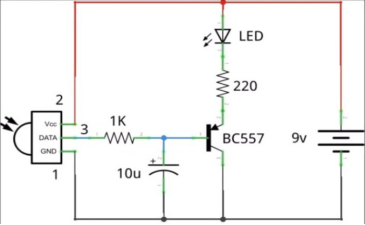 LED
220
2
Vcc
DATA
GND
3
1
1K
+
10u
BC557
9v